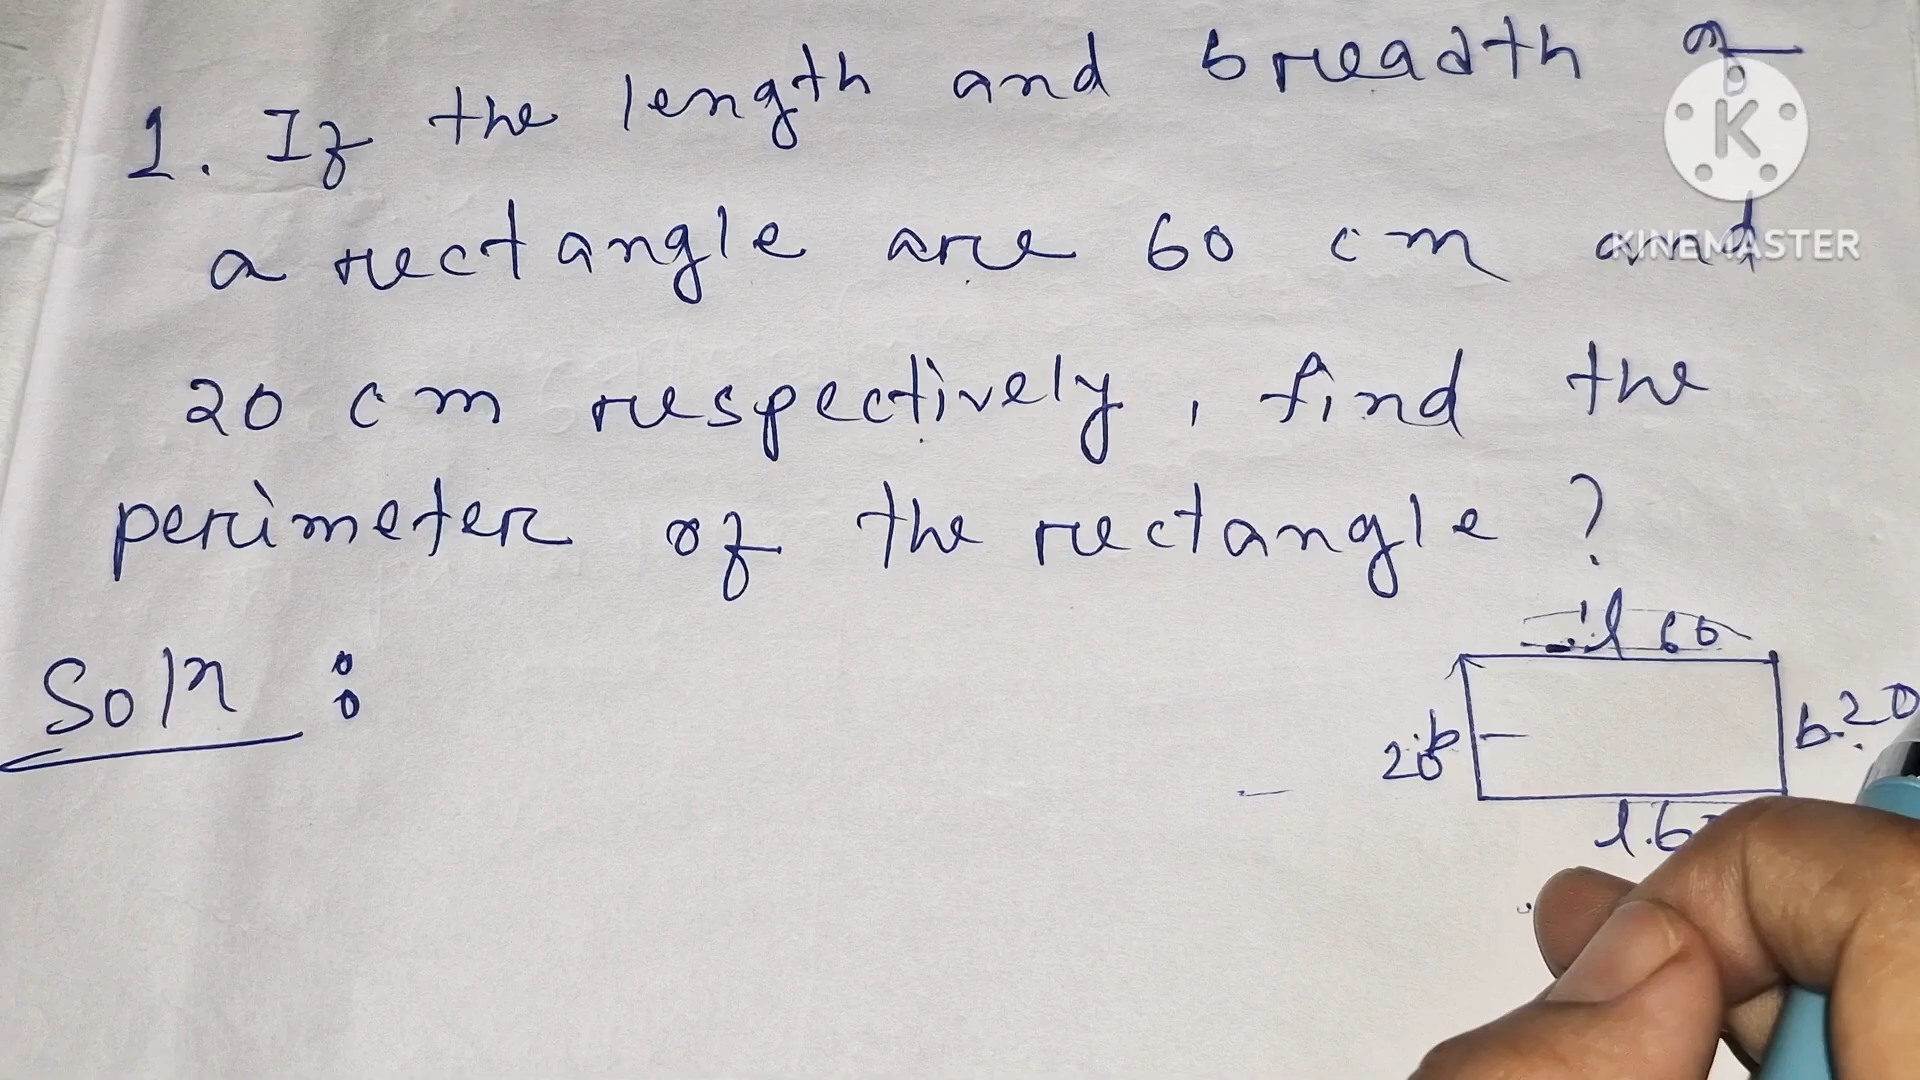 1. If the length and breadth of
a rectangle are 60 cm and
20 cm respectively, find the
perimeter of the rectangle ?
Soln :
l 60
b 20
20 b
l.
K
KINEMASTER